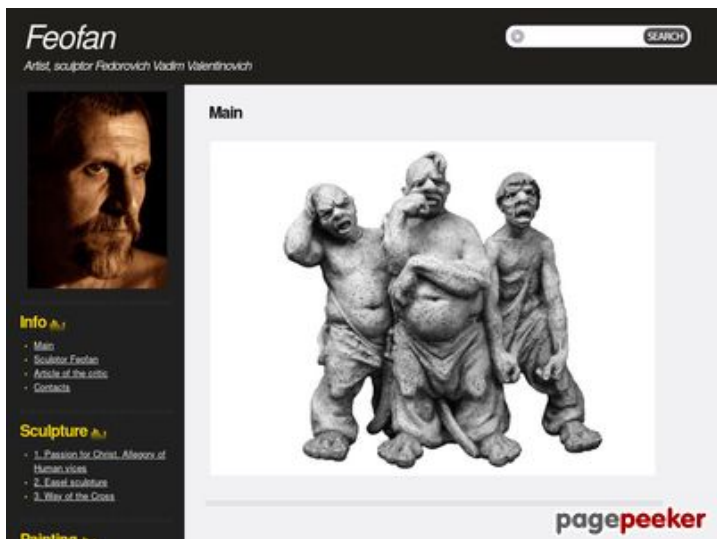 Feofan
SEARCH
Artist, sculptor Fedorovich Vadim Valentinovich
Main
Info
Main
Sculptor Feofan
Article of the critic
Contacts
Sculpture
1. Passion for Christ, Allegory of
Human vices
2. Easel sculpture
3. Way of the Cross
Painting
pagepeeker